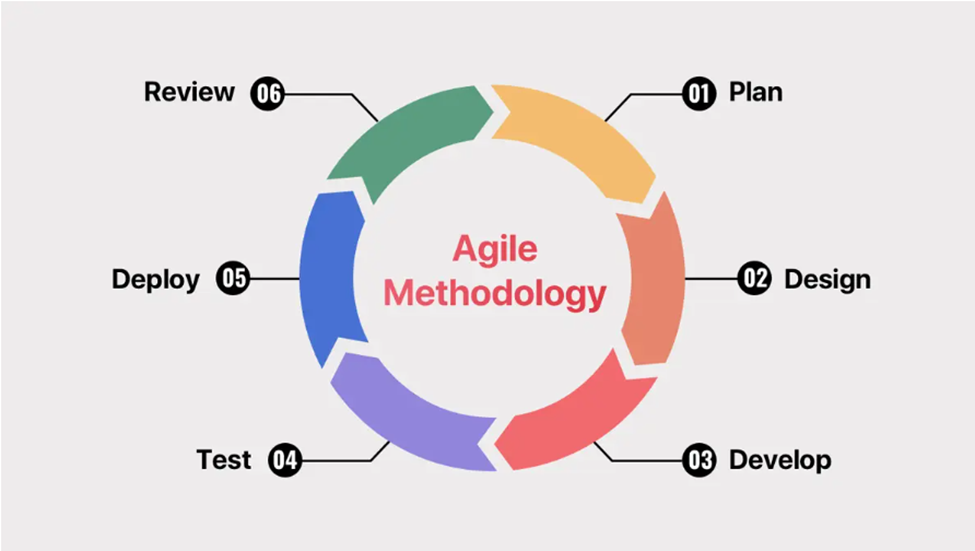 Agile
Methodology
01 Plan
02 Design
03 Develop
Test 04
Deploy 05
Review 06